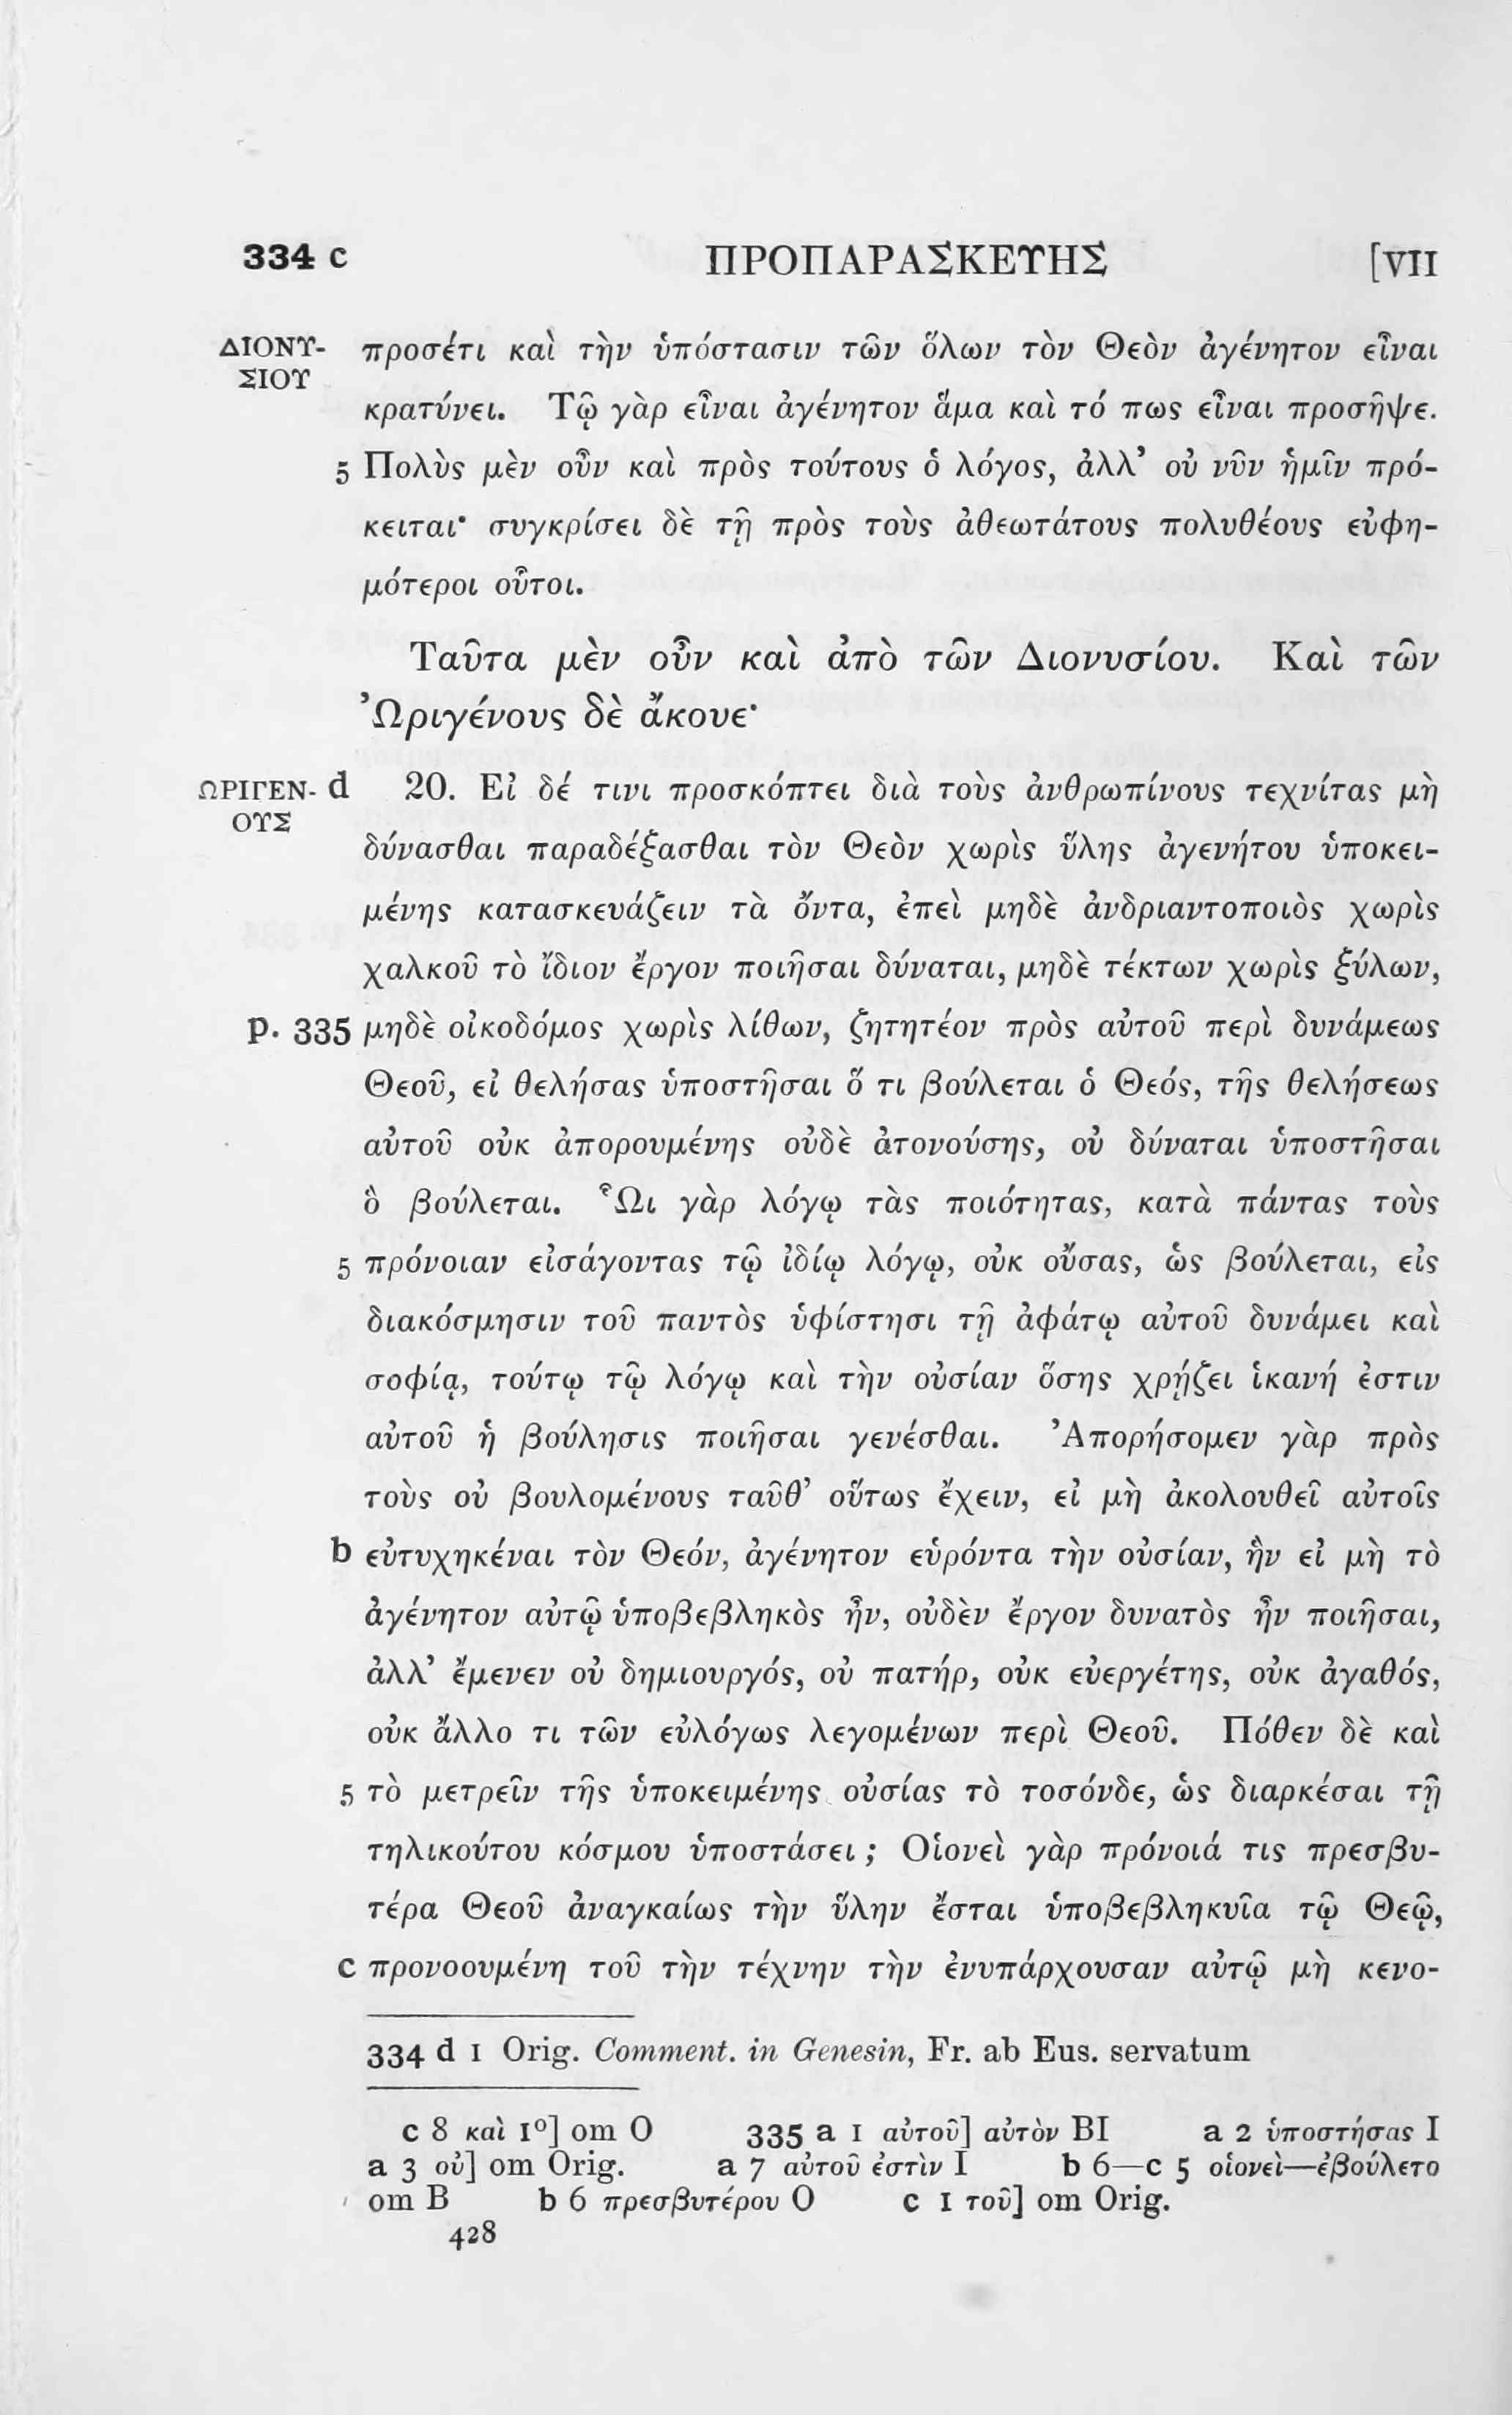 334 c ΠΡΟΠΑΡΑΣΚΕΥΗΣ [VII
ΔΙΟΝΥ- προσέτι καὶ τὴν ὑπόστασιν τῶν ὅλων τὸν Θεὸν ἀγένητον εἶναι
ΣΙΟΥ
κρατύνει. Τῷ γὰρ εἶναι ἀγένητον ἅμα καὶ τό πως εἶναι προσῆψε.
5 Πολὺς μὲν οὖν καὶ πρὸς τούτους ὁ λόγος, ἀλλ’ οὐ νῦν ἡμῖν πρό-
κειται· συγκρίσει δὲ τῇ πρὸς τοὺς ἀθεωτάτους πολυθέους εὐφη-
μότεροι οὗτοι.
Ταῦτα μὲν οὖν καὶ ἀπὸ τῶν Διονυσίου. Καὶ τῶν
Ὠριγένους δὲ ἄκουε·
ΩΡΙΓΕΝ- d 20. Εἰ δέ τινι προσκόπτει διὰ τοὺς ἀνθρωπίνους τεχνίτας μὴ
ΟΥΣ
δύνασθαι παραδέξασθαι τὸν Θεὸν χωρὶς ὕλης ἀγενήτου ὑποκει-
μένης κατασκευάζειν τὰ ὄντα, ἐπεὶ μηδὲ ἀνδριαντοποιὸς χωρὶς
χαλκοῦ τὸ ἴδιον ἔργον ποιῆσαι δύναται, μηδὲ τέκτων χωρὶς ξύλων,
p. 335 μηδὲ οἰκοδόμος χωρὶς λίθων, ζητητέον πρὸς αὐτοῦ περὶ δυνάμεως
Θεοῦ, εἰ θελήσας ὑποστῆσαι ὅ τι βούλεται ὁ Θεός, τῆς θελήσεως
αὐτοῦ οὐκ ἀπορουμένης οὐδὲ ἀτονούσης, οὐ δύναται ὑποστῆσαι
ὃ βούλεται. Ὧι γὰρ λόγῳ τὰς ποιότητας, κατὰ πάντας τοὺς
5 πρόνοιαν εἰσάγοντας τῷ ἰδίῳ λόγῳ, οὐκ οὔσας, ὡς βούλεται, εἰς
διακόσμησιν τοῦ παντὸς ὑφίστησι τῇ ἀφάτῳ αὐτοῦ δυνάμει καὶ
σοφίᾳ, τούτῳ τῷ λόγῳ καὶ τὴν οὐσίαν ὅσης χρῄζει ἱκανή ἐστιν
αὐτοῦ ἡ βούλησις ποιῆσαι γενέσθαι. Ἀπορήσομεν γὰρ πρὸς
τοὺς οὐ βουλομένους ταῦθ’ οὕτως ἔχειν, εἰ μὴ ἀκολουθεῖ αὐτοῖς
b εὐτυχηκέναι τὸν Θεόν, ἀγένητον εὑρόντα τὴν οὐσίαν, ἣν εἰ μὴ τὸ
ἀγένητον αὐτῷ ὑποβεβληκὸς ἦν, οὐδὲν ἔργον δυνατὸς ἦν ποιῆσαι,
ἀλλ’ ἔμενεν οὐ δημιουργός, οὐ πατήρ, οὐκ εὐεργέτης, οὐκ ἀγαθός,
οὐκ ἄλλο τι τῶν εὐλόγως λεγομένων περὶ Θεοῦ. Πόθεν δὲ καὶ
5 τὸ μετρεῖν τῆς ὑποκειμένης οὐσίας τὸ τοσόνδε, ὡς διαρκέσαι τῇ
τηλικούτου κόσμου ὑποστάσει ; Οἱονεὶ γὰρ πρόνοιά τις πρεσβυ-
τέρα Θεοῦ ἀναγκαίως τὴν ὕλην ἔσται ὑποβεβληκυῖα τῷ Θεῷ,
c προνοουμένη τοῦ τὴν τέχνην τὴν ἐνυπάρχουσαν αὐτῷ μὴ κενο-
334 d 1 Orig. Comment. in Genesin, Fr. ab Eus. servatum
c 8 καὶ 1º] om O 335 a 1 αὐτοῦ] αὐτὸν BI a 2 ὑποστήσας I
a 3 οὐ] om Orig. a 7 αὐτοῦ ἐστὶν I b 6—c 5 οἱονεὶ—ἐβούλετο
om B b 6 πρεσβυτέρου O c 1 τοῦ] om Orig.
428